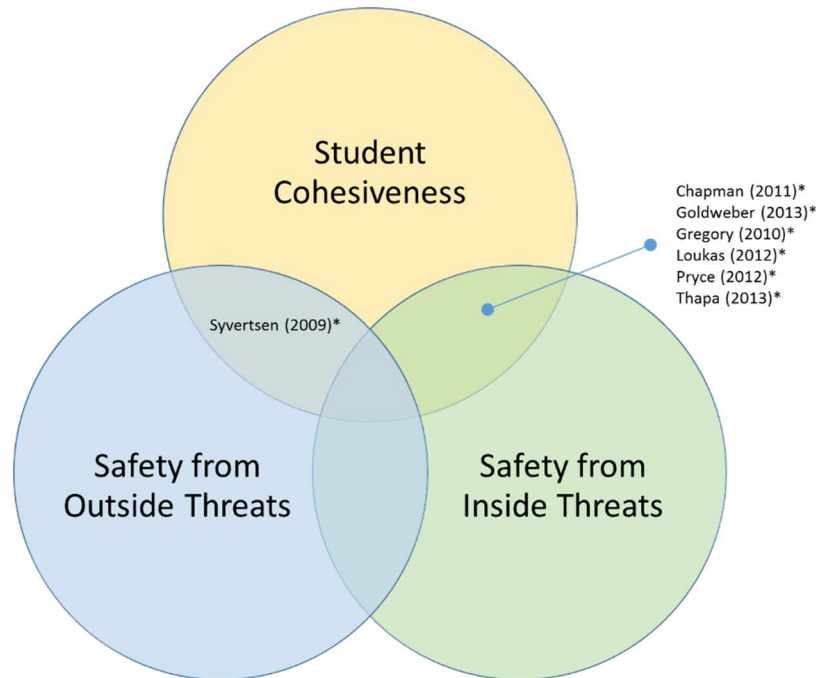 Student
Cohesiveness
Chapman (2011)*
Goldweber (2013)*
Gregory (2010)*
Loukas (2012)*
Pryce (2012)*
Thapa (2013)*
Syvertsen (2009)*
Safety from
Outside Threats
Safety from
Inside Threats